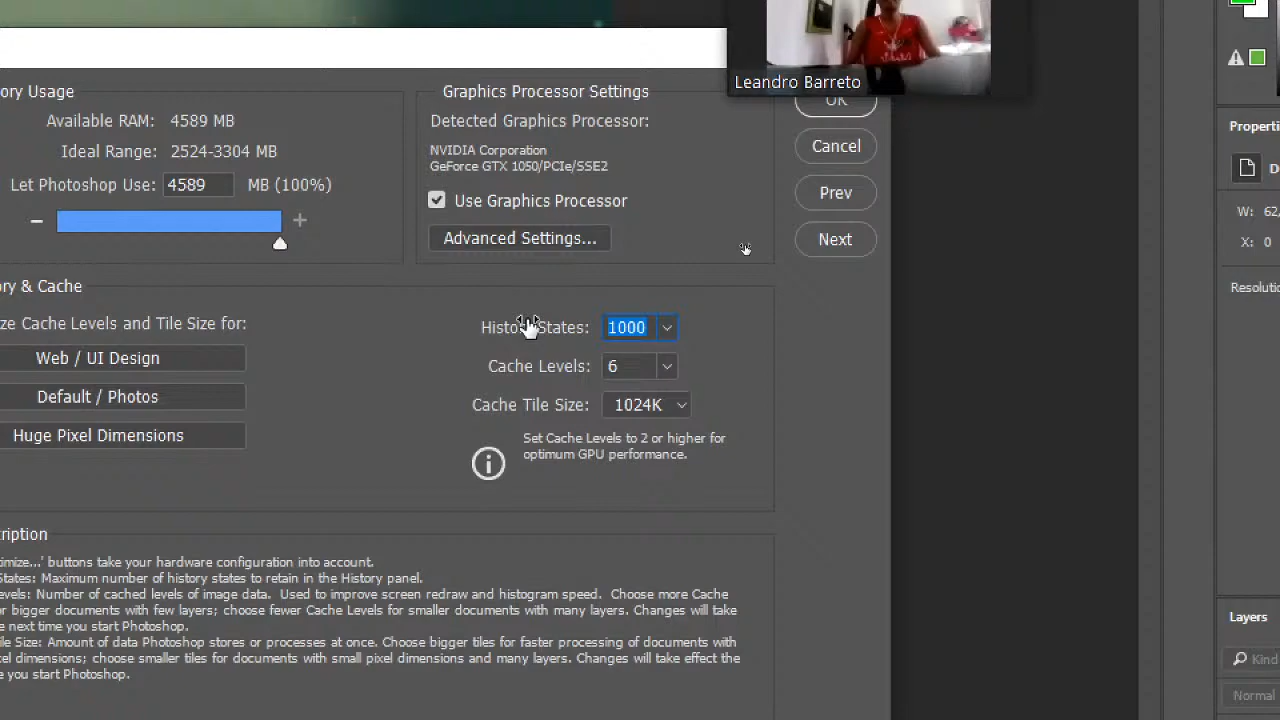 Leandro Barreto
ory Usage
Available RAM: 4589 MB
Ideal Range: 2524-3304 MB
Let Photoshop Use: 4589 MB (100%)
Graphics Processor Settings
Detected Graphics Processor:
NVIDIA Corporation
GeForce GTX 1050/PCIe/SSE2
Use Graphics Processor
Advanced Settings...
OK
Cancel
Prev
Next
ory & Cache
ze Cache Levels and Tile Size for:
Web / UI Design
Default / Photos
Huge Pixel Dimensions
History States: 1000
Cache Levels: 6
Cache Tile Size: 1024K
Set Cache Levels to 2 or higher for
optimum GPU performance.
cription
timize...' buttons take your hardware configuration into account.
States: Maximum number of history states to retain in the History panel.
evels: Number of cached levels of image data. Used to improve screen redraw and histogram speed. Choose more Cache
or bigger documents with few layers; choose fewer Cache Levels for smaller documents with many layers. Changes will take
e next time you start Photoshop.
ile Size: Amount of data Photoshop stores or processes at once. Choose bigger tiles for faster processing of documents with
xel dimensions; choose smaller tiles for documents with small pixel dimensions and many layers. Changes will take effect the
e you start Photoshop.
Properti
D
W: 62,
X: 0
Resolutio
Layers
Kind
Normal